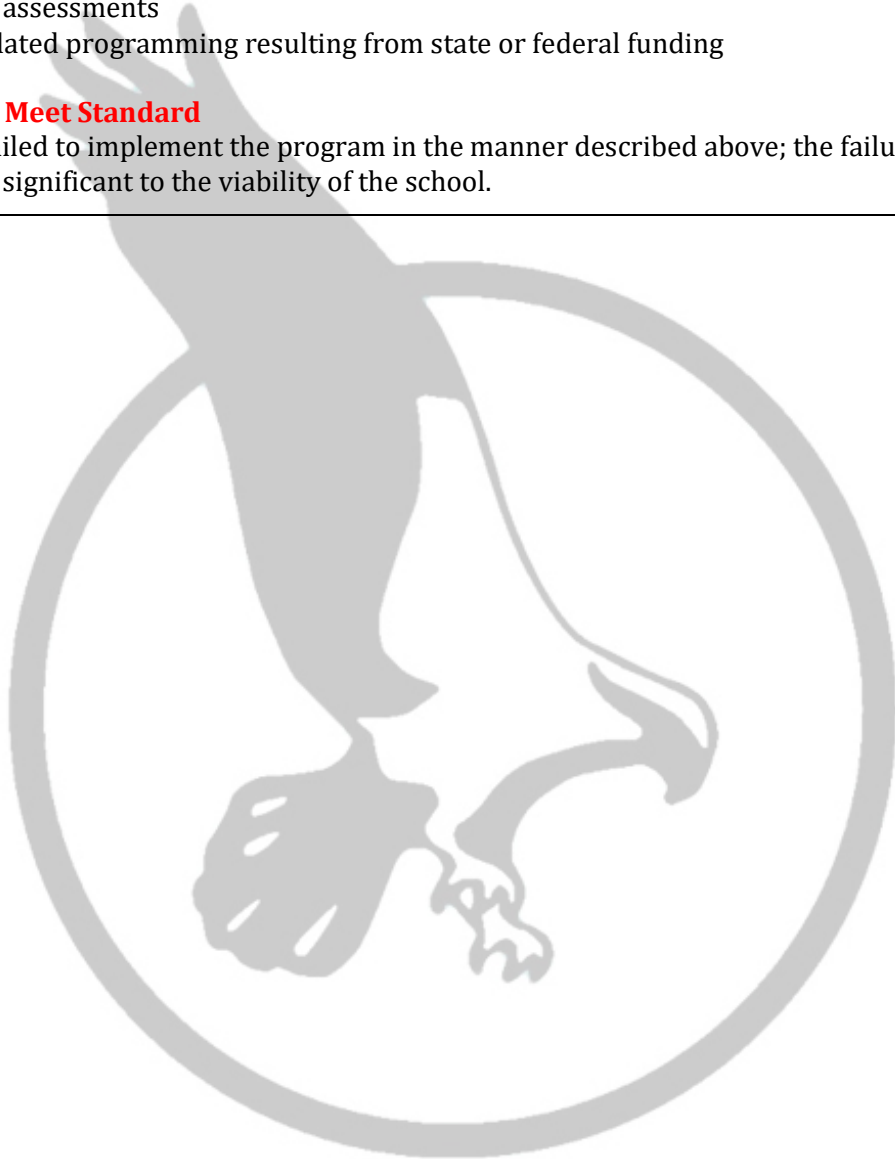 assessments
lated programming resulting from state or federal funding
Meet Standard
iled to implement the program in the manner described above; the failu
significant to the viability of the school.